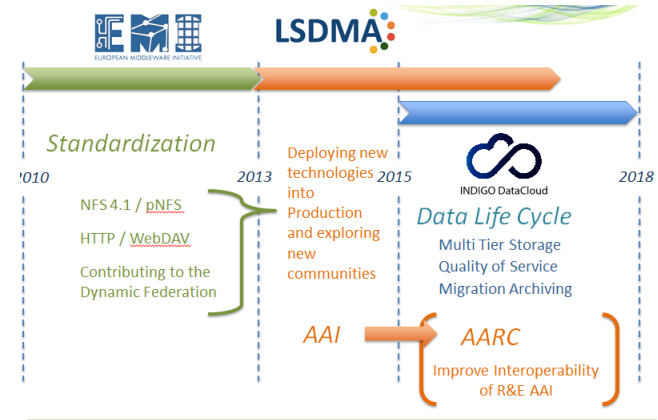 EMI
EUROPEAN MIDDLEWARE INITIATIVE
LSDMA
Standardization
2010
2013
2015
2018
NFS 4.1 / pNFS
HTTP / WebDAV
Contributing to the
Dynamic Federation
Deploying new
technologies
into
Production
and exploring
new
communities
INDIGO DataCloud
Data Life Cycle
Multi Tier Storage
Quality of Service
Migration Archiving
AAI
AARC
Improve Interoperability
of R&E AAI